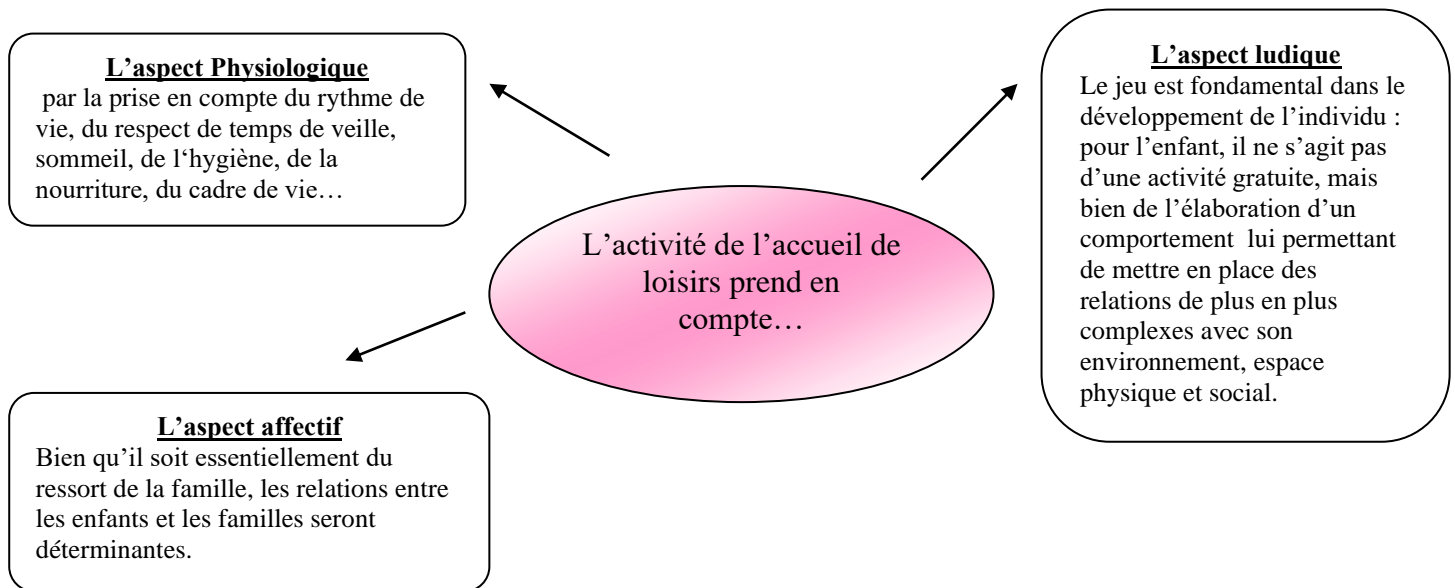 L’aspect Physiologique
par la prise en compte du rythme de
vie, du respect de temps de veille,
sommeil, de l‘hygiène, de la
nourriture, du cadre de vie…
L’aspect ludique
Le jeu est fondamental dans le
développement de l’individu :
pour l’enfant, il ne s’agit pas
d’une activité gratuite, mais
bien de l’élaboration d’un
comportement lui permettant
de mettre en place des
relations de plus en plus
complexes avec son
environnement, espace
physique et social.
L’activité de l’accueil de
loisirs prend en
compte…
L’aspect affectif
Bien qu’il soit essentiellement du
ressort de la famille, les relations entre
les enfants et les familles seront
déterminantes.